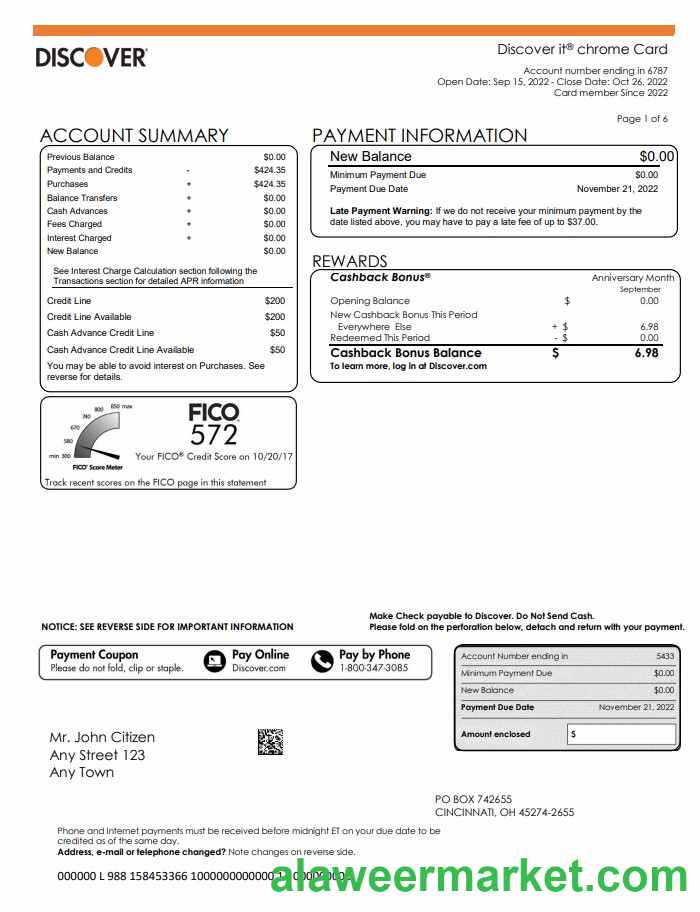 DISCOVER
Discover it® chrome Card
Account number ending in 6787
Open Date: Sep 15, 2022 - Close Date: Oct 26, 2022
Card member Since 2022
Page 1 of 6
ACCOUNT SUMMARY
Previous Balance $0.00
Payments and Credits - $424.35
Purchases + $424.35
Balance Transfers + $0.00
Cash Advances + $0.00
Fees Charged + $0.00
Interest Charged + $0.00
New Balance $0.00
See Interest Charge Calculation section following the
Transactions section for detailed APR information
Credit Line $200
Credit Line Available $200
Cash Advance Credit Line $50
Cash Advance Credit Line Available $50
You may be able to avoid interest on Purchases. See
reverse for details.
PAYMENT INFORMATION
New Balance $0.00
Minimum Payment Due $0.00
Payment Due Date November 21, 2022
Late Payment Warning: If we do not receive your minimum payment by the
date listed above, you may have to pay a late fee of up to $37.00.
REWARDS
Cashback Bonus® Anniversary Month
September
Opening Balance $ 0.00
New Cashback Bonus This Period
Everywhere Else + $ 6.98
Redeemed This Period - $ 0.00
Cashback Bonus Balance $ 6.98
To learn more, log in at Discover.com
min 300
580
670
740
800
850 max
FICO® Score Meter
FICO
572
Your FICO® Credit Score on 10/20/17
Track recent scores on the FICO page in this statement
NOTICE: SEE REVERSE SIDE FOR IMPORTANT INFORMATION
Make Check payable to Discover. Do Not Send Cash.
Please fold on the perforation below, detach and return with your payment.
Payment Coupon
Please do not fold, clip or staple.
Pay Online
Discover.com
Pay by Phone
1-800-347-3085
Account Number ending in 5433
Minimum Payment Due $0.00
New Balance $0.00
Payment Due Date November 21, 2022
Amount enclosed $
Mr. John Citizen
Any Street 123
Any Town
PO BOX 742655
CINCINNATI, OH 45274-2655
Phone and Internet payments must be received before midnight ET on your due date to be
credited as of the same day.
Address, e-mail or telephone changed? Note changes on reverse side.
000000 L 988 158453366 1000000000000
alaweermarket.com